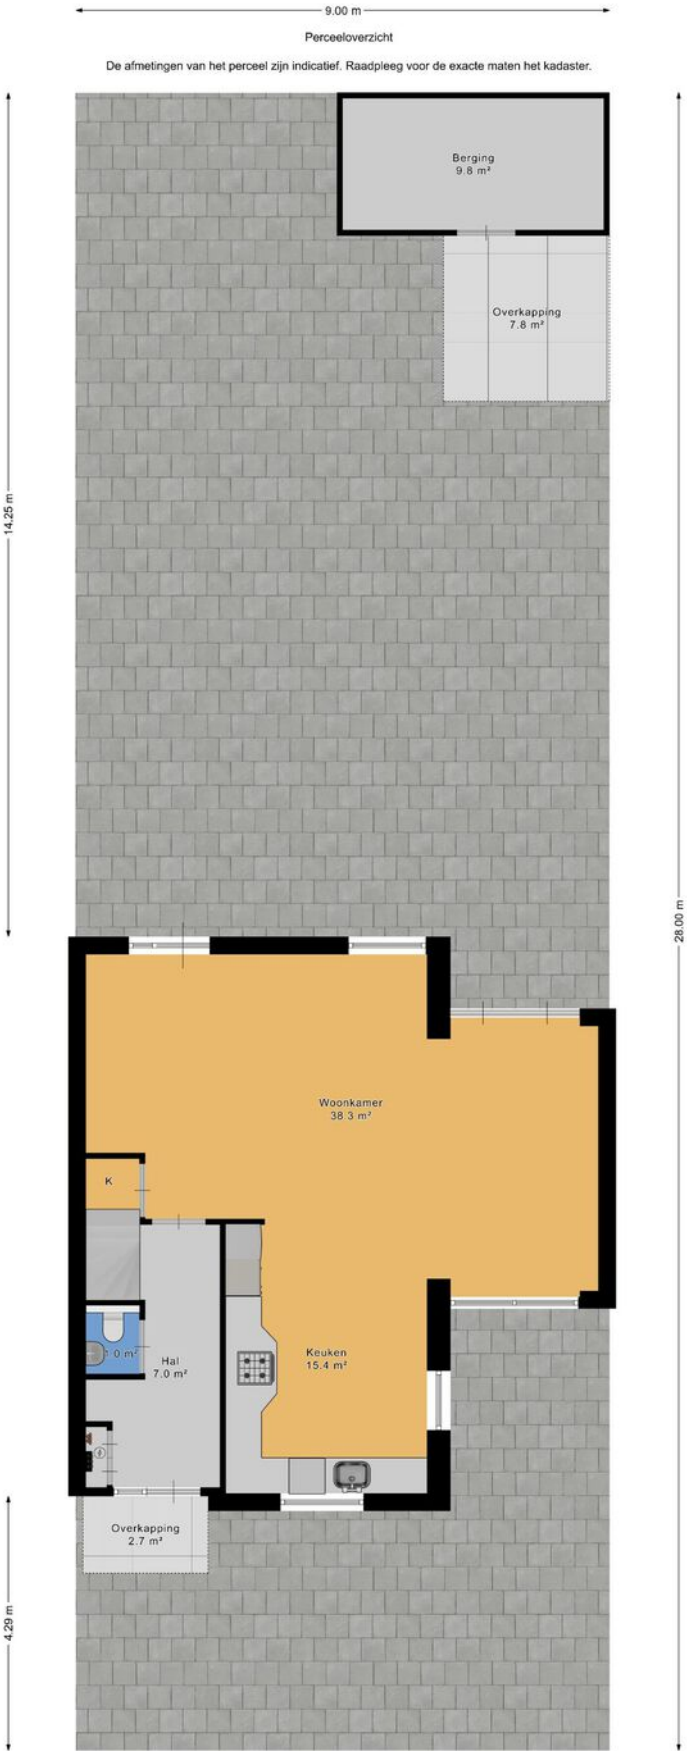 9.00 m
Perceeloverzicht
De afmetingen van het perceel zijn indicatief. Raadpleeg voor de exacte maten het kadaster.
Berging
9.8 m²
Overkapping
7.8 m²
14.25 m
28.00 m
Woonkamer
38.3 m²
K
Keuken
15.4 m²
Hal
7.0 m²
.0 m²
Overkapping
2.7 m²
4.29 m